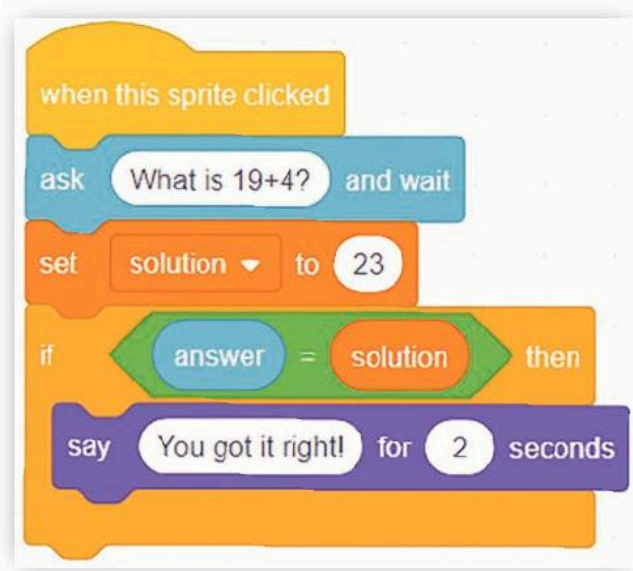 when this sprite clicked
ask What is 19+4? and wait
set solution to 23
if answer = solution then
say You got it right! for 2 seconds